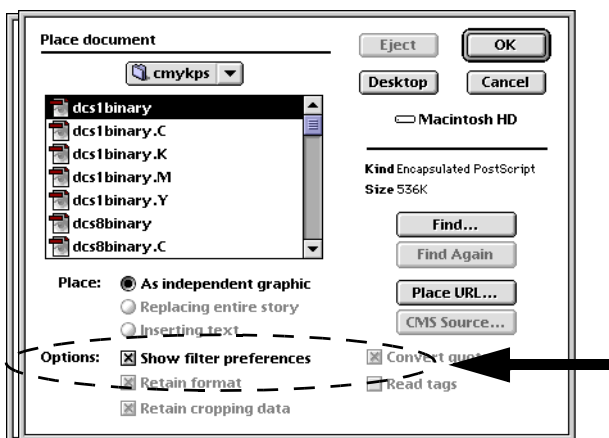 Place document
Eject
OK
cmykps
Desktop
Cancel
dcs1binary
dcs1binary.C
dcs1binary.K
dcs1binary.M
dcs1binary.Y
dcs8binary
dcs8binary.C
Macintosh HD
Kind Encapsulated PostScript
Size 536K
Find...
Find Again
Place URL...
CMS Source...
Place:
As independent graphic
Replacing entire story
Inserting text
Options:
Show filter preferences
Retain format
Retain cropping data
Convert
Read tags